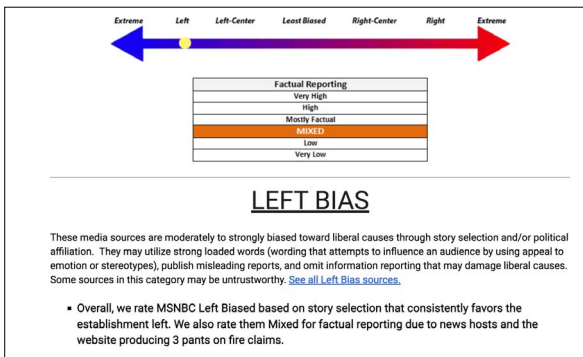 Extreme Left Left-Center Least Biased Right-Center Right Extreme
Factual Reporting
Very High
High
Mostly Factual
MIXED
Low
Very Low
LEFT BIAS
These media sources are moderately to strongly biased toward liberal causes through story selection and/or political
affiliation. They may utilize strong loaded words (wording that attempts to influence an audience by using appeal to
emotion or stereotypes), publish misleading reports, and omit information reporting that may damage liberal causes.
Some sources in this category may be untrustworthy. See all Left Bias sources.
▪ Overall, we rate MSNBC Left Biased based on story selection that consistently favors the
establishment left. We also rate them Mixed for factual reporting due to news hosts and the
website producing 3 pants on fire claims.